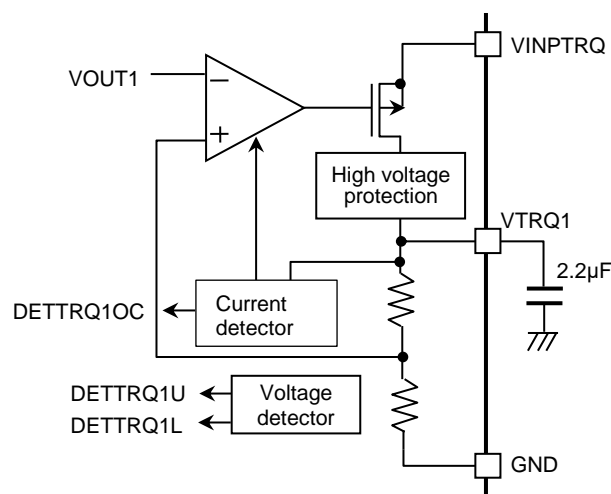 VINPTRQ
VOUT1
−
+
High voltage
protection
VTRQ1
2.2μF
DETTRQ1OC
Current
detector
DETTRQ1U
DETTRQ1L
Voltage
detector
GND